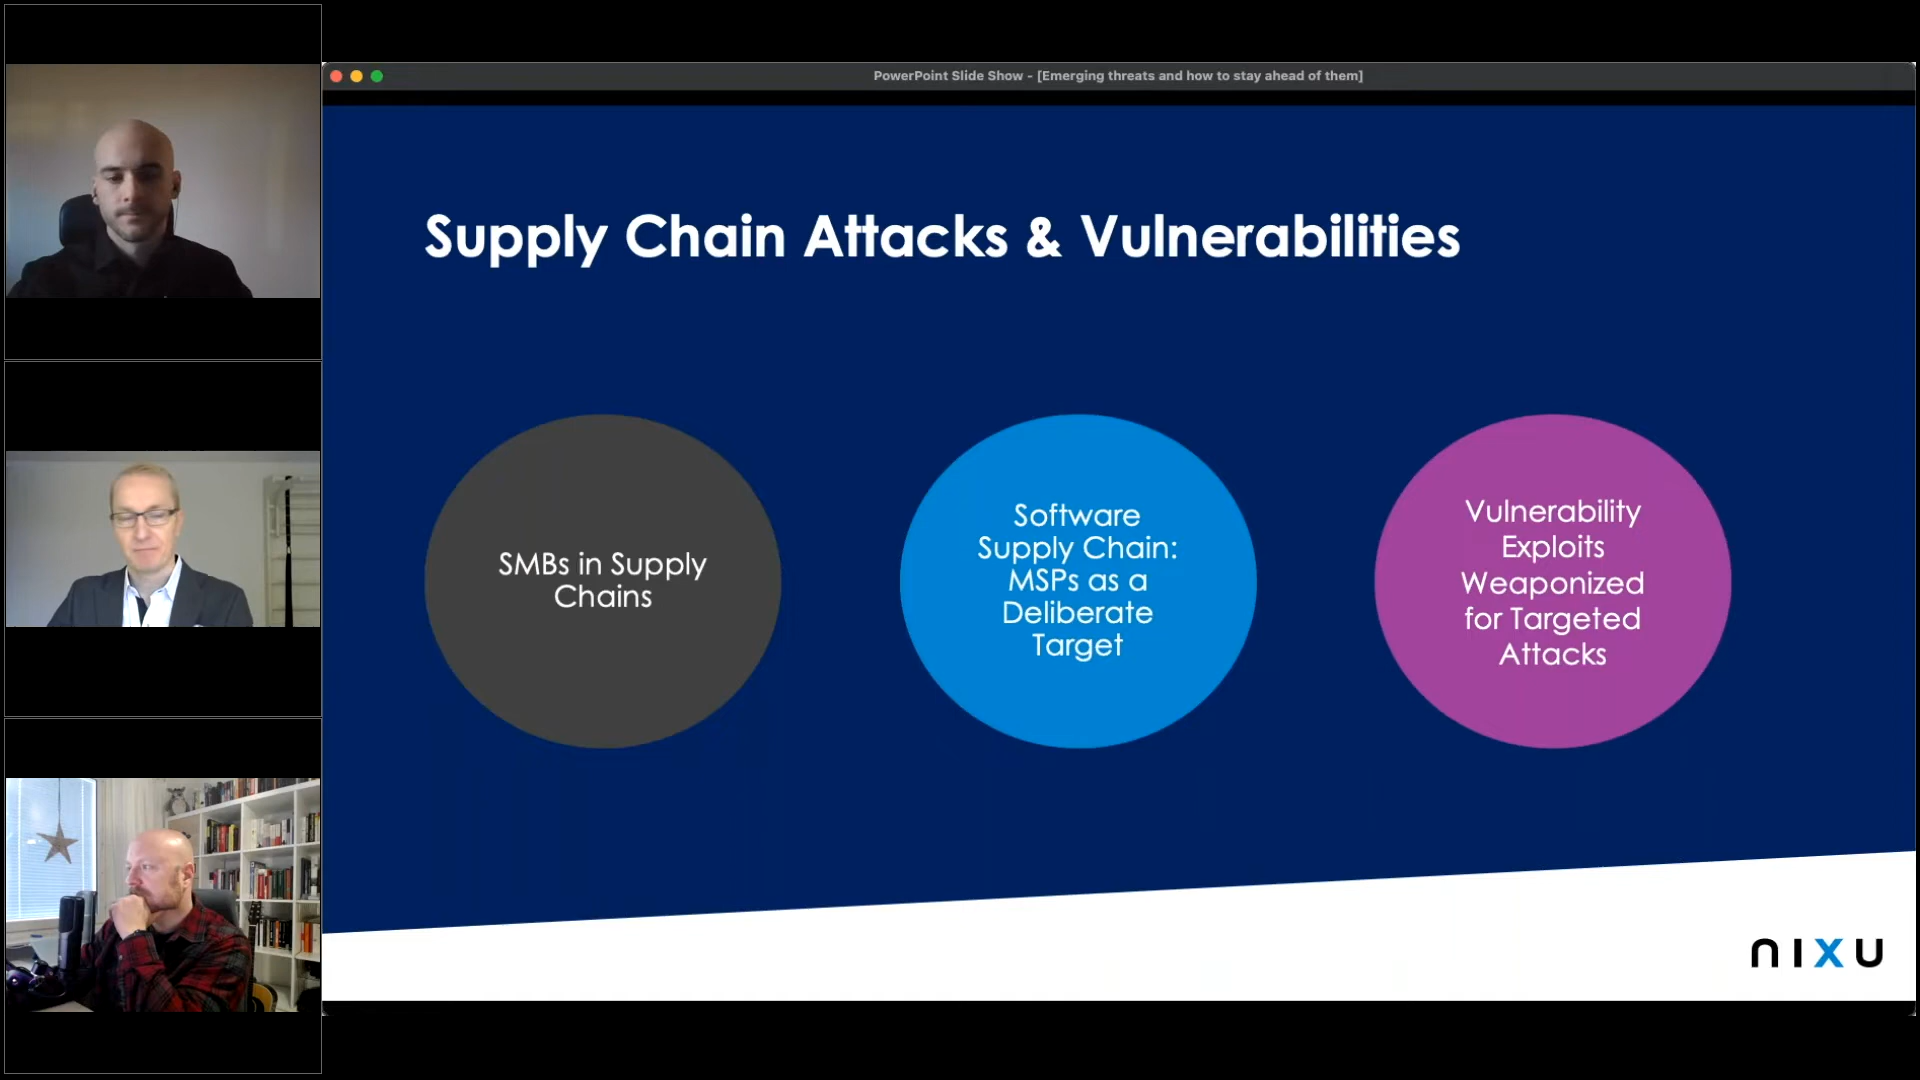 PowerPoint Slide Show - [Emerging threats and how to stay ahead of them]
Supply Chain Attacks & Vulnerabilities
SMBs in Supply
Chains
Software
Supply Chain:
MSPs as a
Deliberate
Target
Vulnerability
Exploits
Weaponized
for Targeted
Attacks
nixu